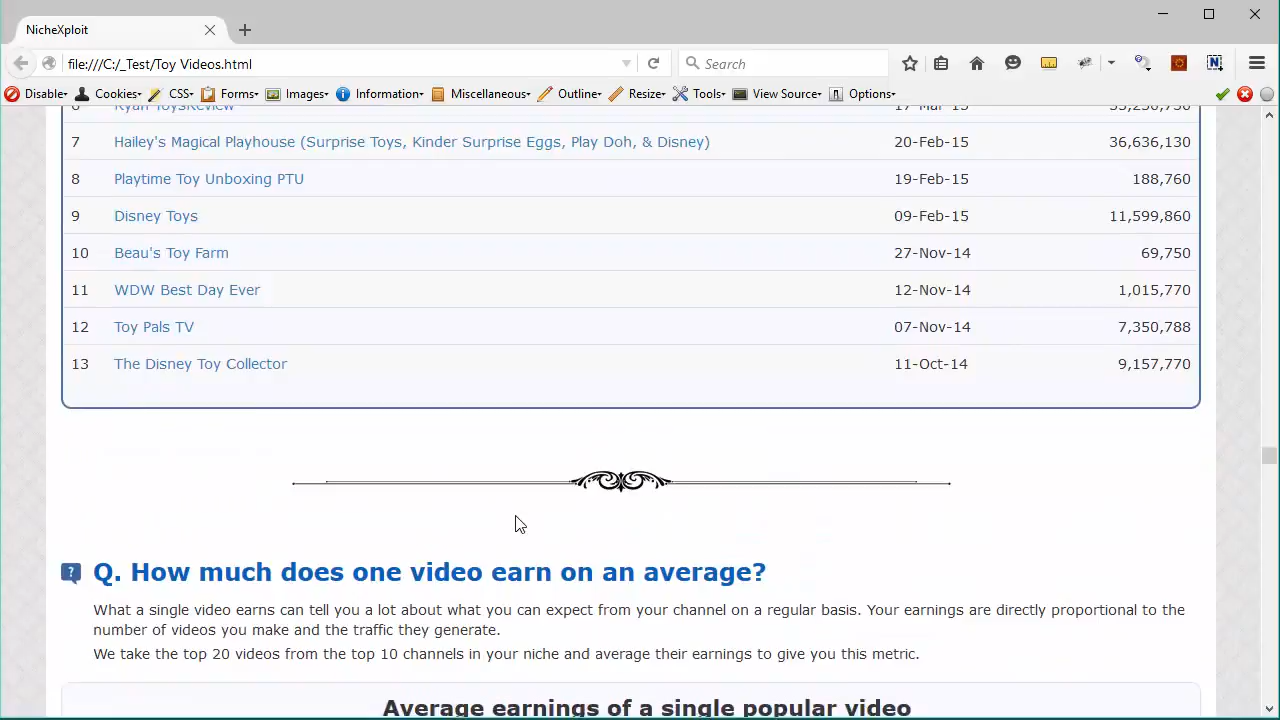 NicheXploit
file:///C:/_Test/Toy Videos.html
Search
Disable Cookies CSS Forms Images Information Miscellaneous Outline Resize Tools View Source Options
6 Ryan ToysReview 17-Mar-15
7 Hailey's Magical Playhouse (Surprise Toys, Kinder Surprise Eggs, Play Doh, & Disney) 20-Feb-15 36,636,130
8 Playtime Toy Unboxing PTU 19-Feb-15 188,760
9 Disney Toys 09-Feb-15 11,599,860
10 Beau's Toy Farm 27-Nov-14 69,750
11 WDW Best Day Ever 12-Nov-14 1,015,770
12 Toy Pals TV 07-Nov-14 7,350,788
13 The Disney Toy Collector 11-Oct-14 9,157,770
Q. How much does one video earn on an average?
What a single video earns can tell you a lot about what you can expect from your channel on a regular basis. Your earnings are directly proportional to the
number of videos you make and the traffic they generate.
We take the top 20 videos from the top 10 channels in your niche and average their earnings to give you this metric.
Average earnings of a single popular video